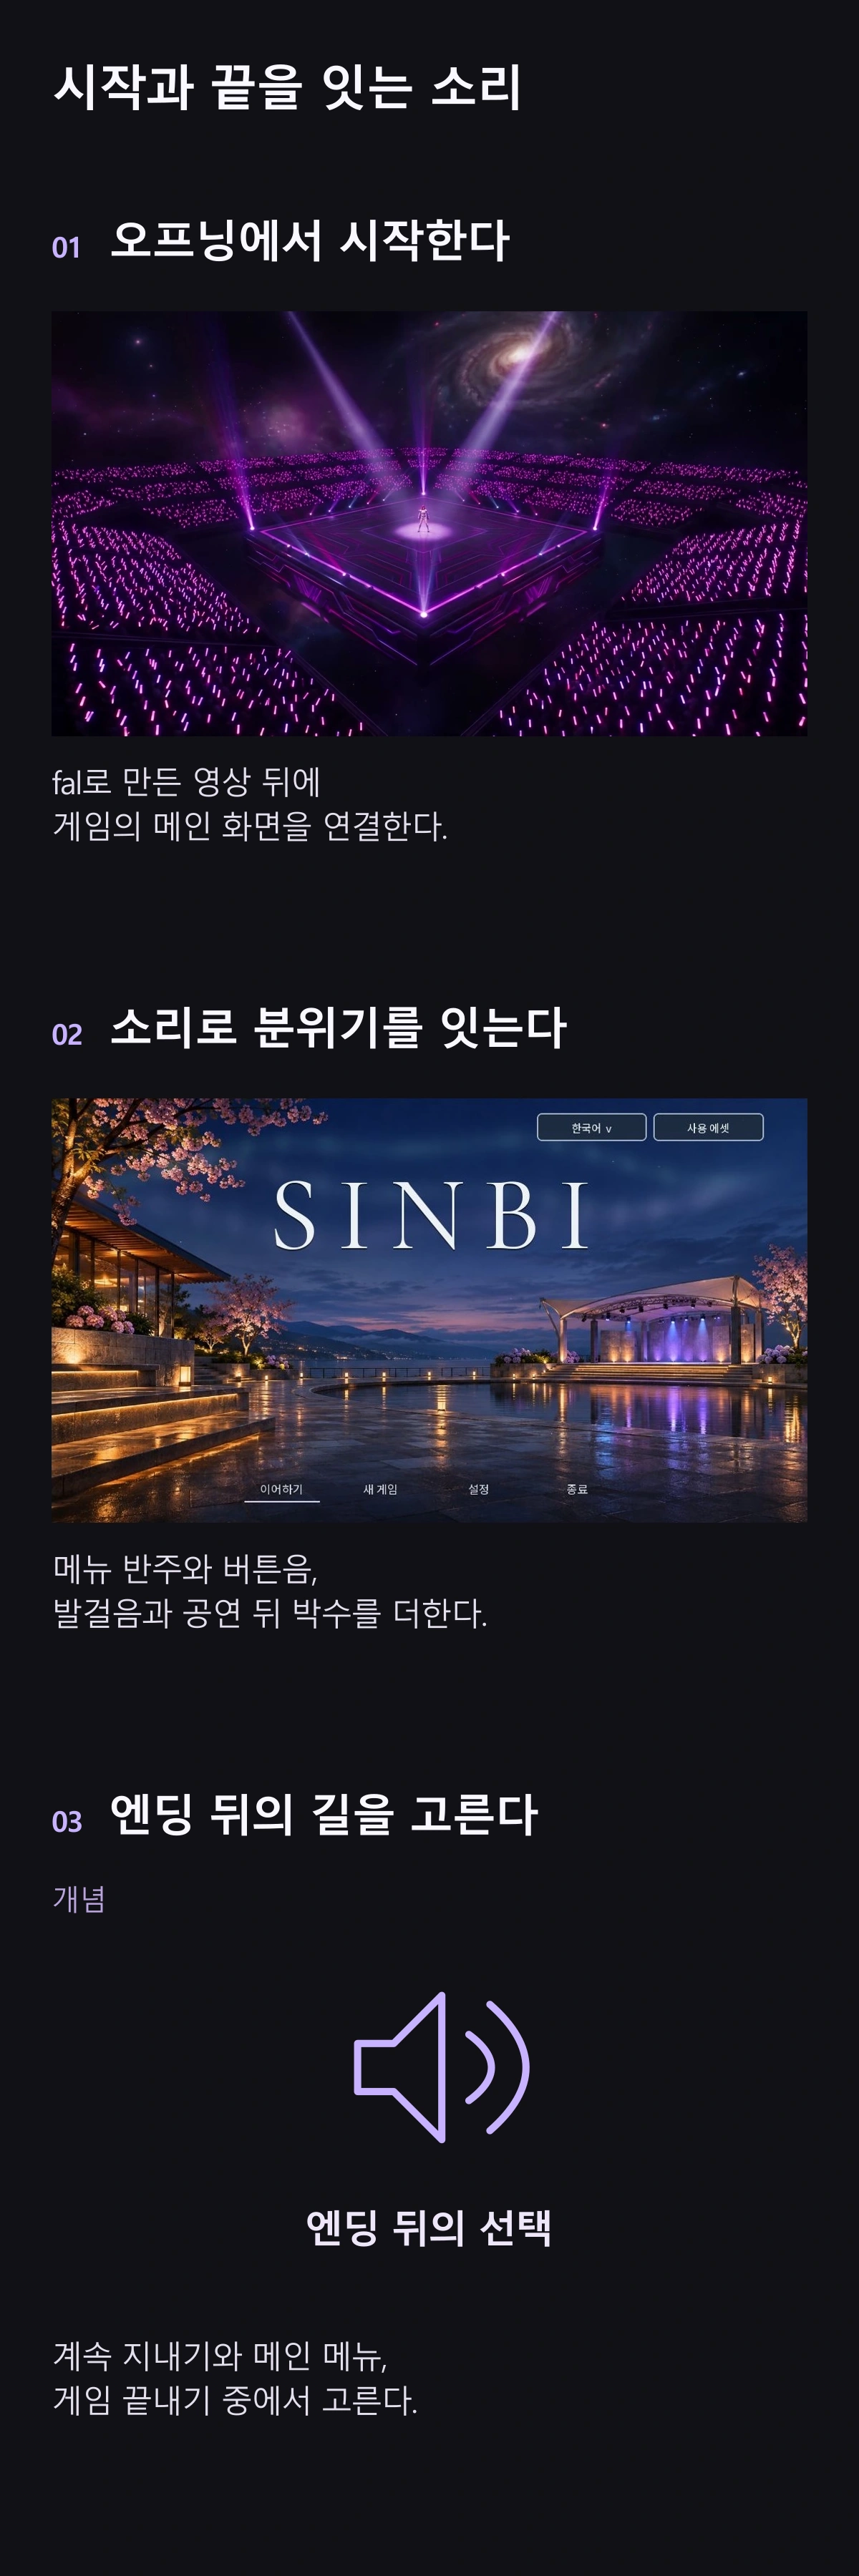 시작과 끝을 잇는 소리
01 오프닝에서 시작한다
fal로 만든 영상 뒤에
게임의 메인 화면을 연결한다.
02 소리로 분위기를 잇는다
한국어 v 사용 에셋
SINBI
이어하기 새 게임 설정 종료
메뉴 반주와 버튼음,
발걸음과 공연 뒤 박수를 더한다.
03 엔딩 뒤의 길을 고른다
개념
엔딩 뒤의 선택
계속 지내기와 메인 메뉴,
게임 끝내기 중에서 고른다.